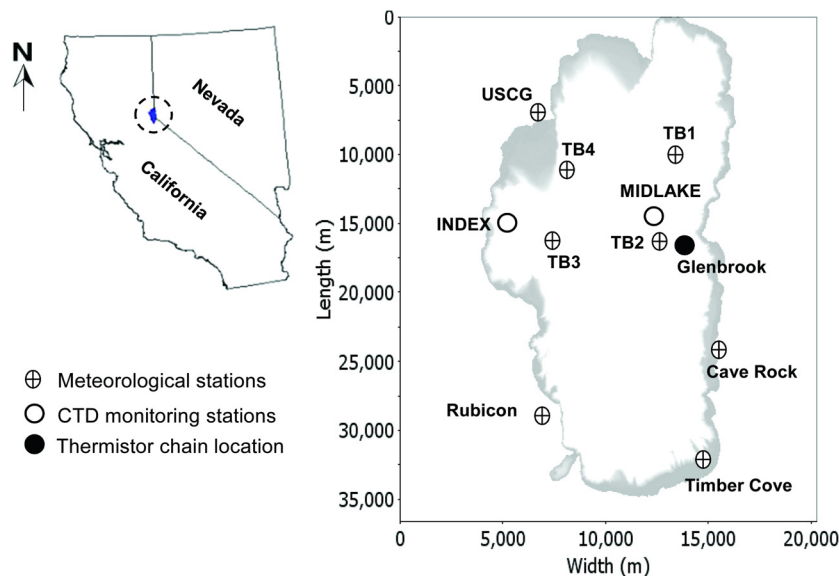 N
Nevada
California
Meteorological stations
CTD monitoring stations
Thermistor chain location
Length (m)
0
5,000
10,000
15,000
20,000
25,000
30,000
35,000
USCG
TB4
TB1
MIDLAKE
INDEX
TB3
TB2
Glenbrook
Cave Rock
Rubicon
Timber Cove
0
5,000
10,000
15,000
20,000
Width (m)